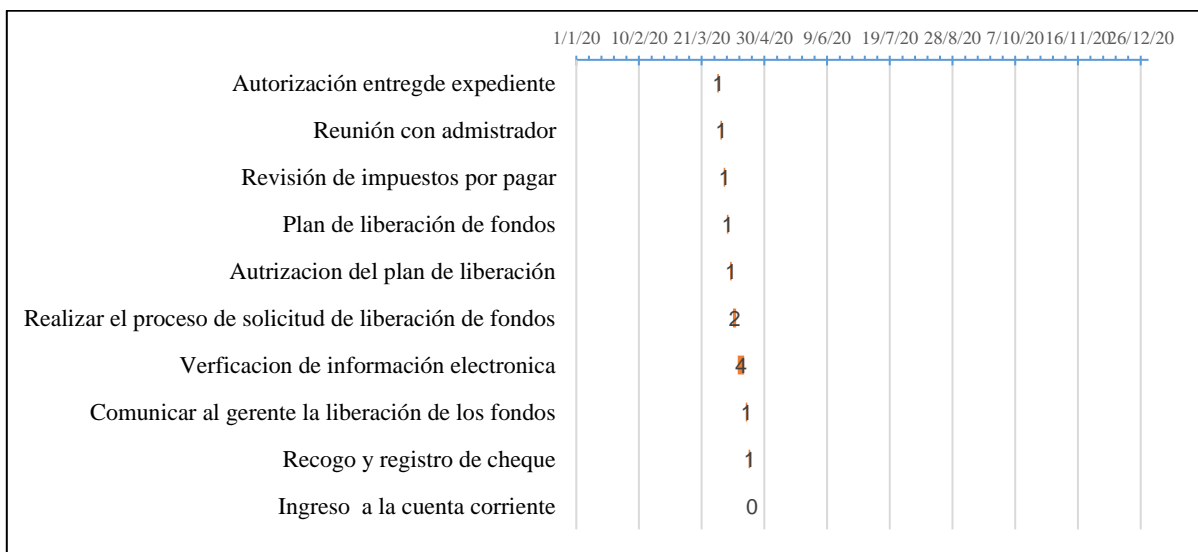 1/1/20 10/2/20 21/3/20 30/4/20 9/6/20 19/7/20 28/8/20 7/10/20 16/11/20 26/12/20
Autorización entregde expediente 1
Reunión con admistrador 1
Revisión de impuestos por pagar 1
Plan de liberación de fondos 1
Autrizacion del plan de liberación 1
Realizar el proceso de solicitud de liberación de fondos 2
Verficacion de información electronica 4
Comunicar al gerente la liberación de los fondos 1
Recogo y registro de cheque 1
Ingreso a la cuenta corriente 0